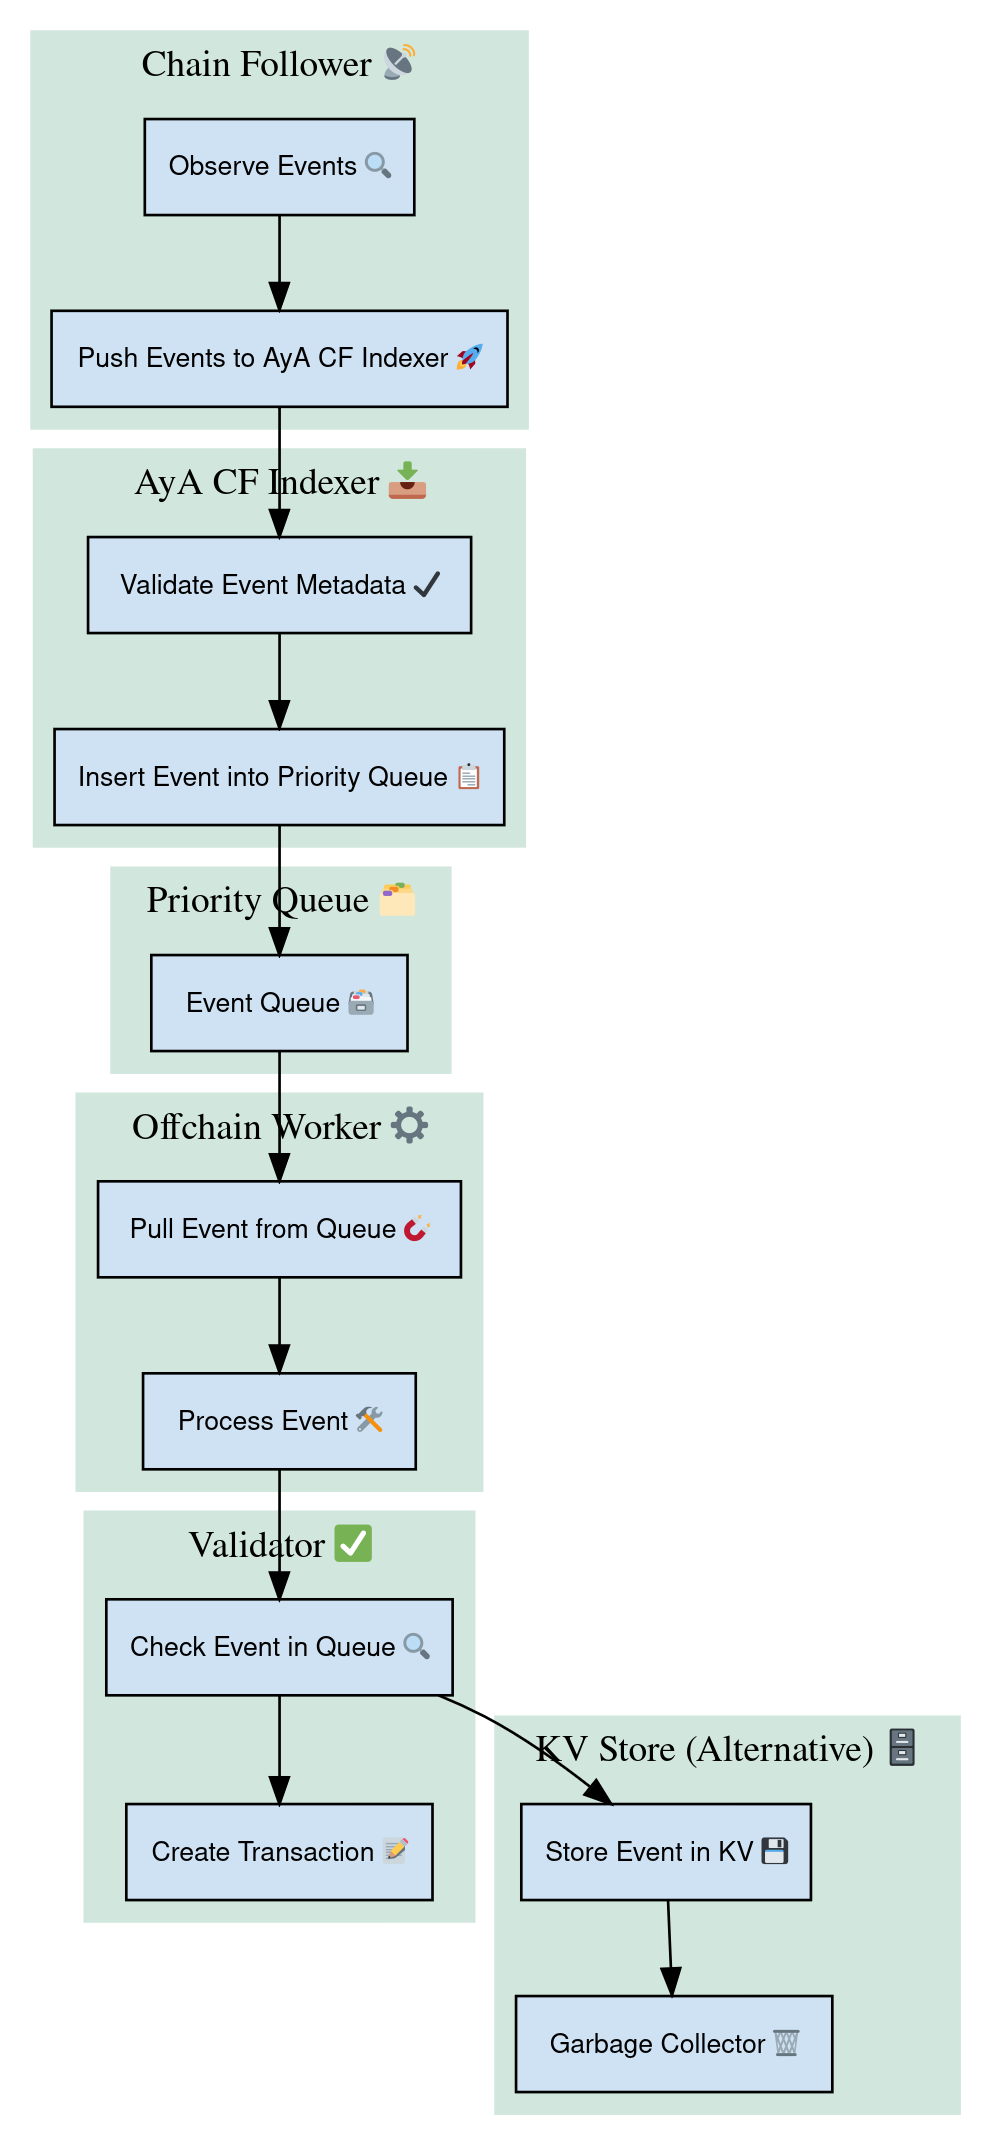 Chain Follower 📡
Observe Events 🔍
Push Events to AyA CF Indexer 🚀
AyA CF Indexer 📥
Validate Event Metadata ✔️
Insert Event into Priority Queue 📋
Priority Queue 🗂️
Event Queue 🗃️
Offchain Worker ⚙️
Pull Event from Queue 🧲
Process Event 🛠️
Validator ✅
Check Event in Queue 🔍
KV Store (Alternative) 🗄️
Create Transaction 📝
Store Event in KV 💾
Garbage Collector 🗑️